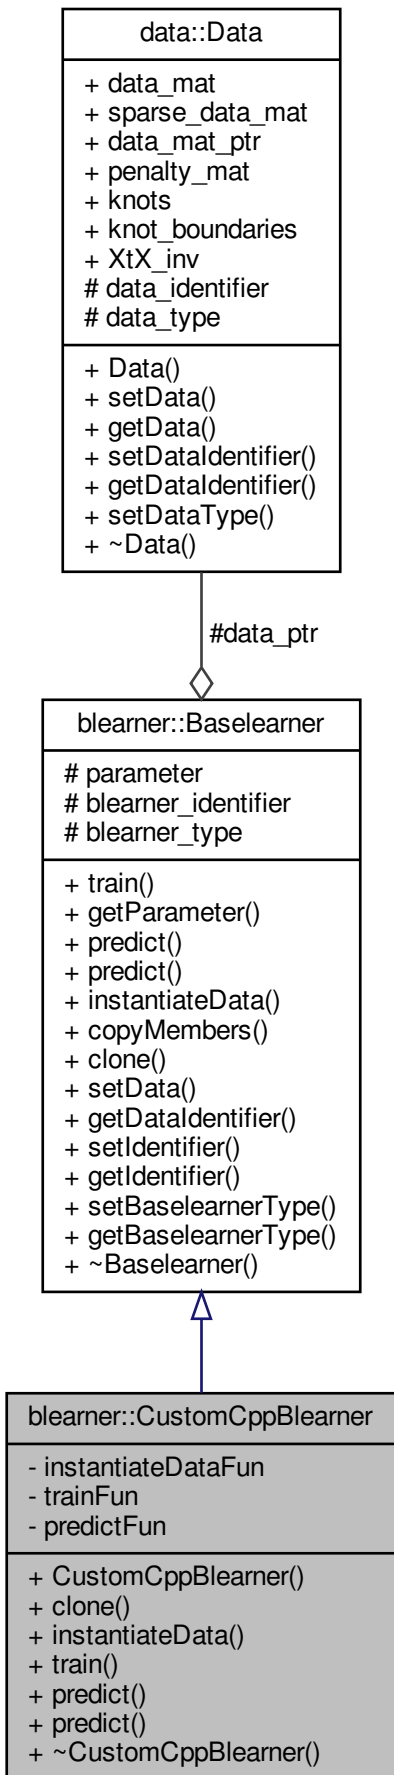 data::Data
+ data_mat
+ sparse_data_mat
+ data_mat_ptr
+ penalty_mat
+ knots
+ knot_boundaries
+ XtX_inv
# data_identifier
# data_type
+ Data()
+ setData()
+ getData()
+ setDataIdentifier()
+ getDataIdentifier()
+ setDataType()
+ ~Data()
#data_ptr
blearner::Baselearner
# parameter
# blearner_identifier
# blearner_type
+ train()
+ getParameter()
+ predict()
+ predict()
+ instantiateData()
+ copyMembers()
+ clone()
+ setData()
+ getDataIdentifier()
+ setIdentifier()
+ getIdentifier()
+ setBaselearnerType()
+ getBaselearnerType()
+ ~Baselearner()
blearner::CustomCppBlearner
- instantiateDataFun
- trainFun
- predictFun
+ CustomCppBlearner()
+ clone()
+ instantiateData()
+ train()
+ predict()
+ predict()
+ ~CustomCppBlearner()